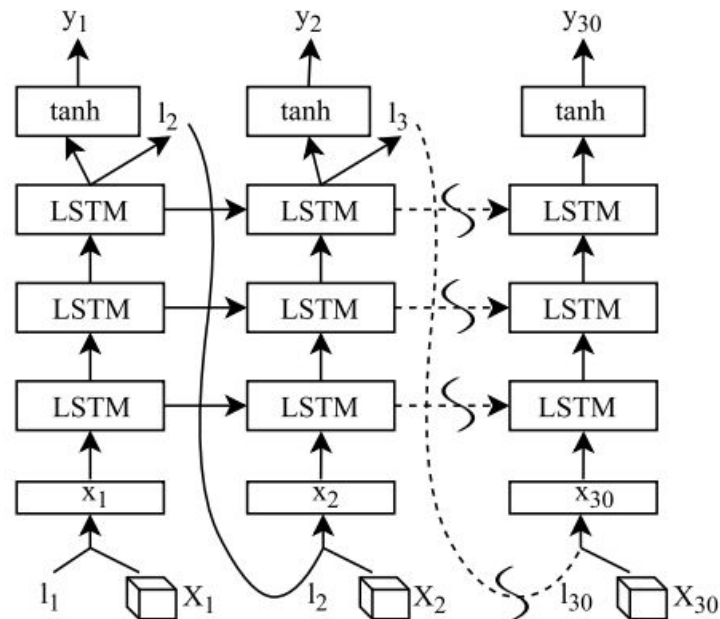 y1 y2 y30
tanh l2 tanh l3 tanh
LSTM LSTM LSTM
LSTM LSTM LSTM
LSTM LSTM LSTM
x1 x2 x30
l1 X1 l2 X2 l30 X30